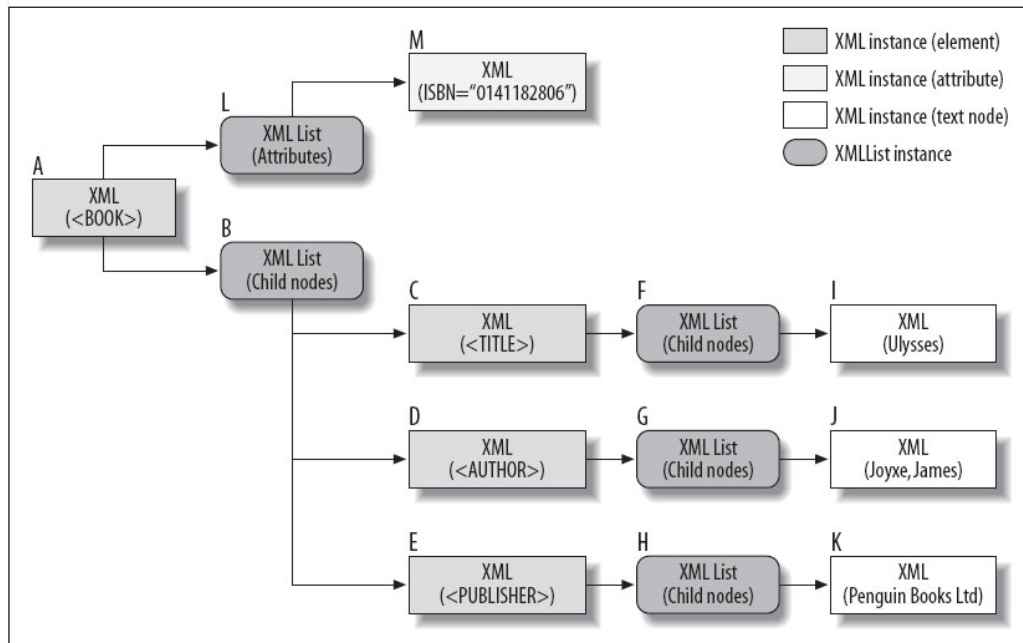 M
XML
(ISBN=“0141182806”)
XML instance (element)
XML instance (attribute)
XML instance (text node)
XMLList instance
L
XML List
(Attributes)
A
XML
(<BOOK>)
B
XML List
(Child nodes)
C
XML
(<TITLE>)
F
XML List
(Child nodes)
I
XML
(Ulysses)
D
XML
(<AUTHOR>)
G
XML List
(Child nodes)
J
XML
(Joyxe, James)
E
XML
(<PUBLISHER>)
H
XML List
(Child nodes)
K
XML
(Penguin Books Ltd)